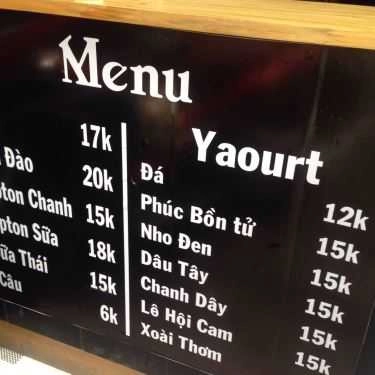 Menu
17k
Đào 20k
Chanh 15k
Sữa 18k
Thái 15k
Câu 6k
Yaourt
Đá 12k
Phúc Bồn tử 15k
Nho Đen 15k
Dâu Tây 15k
Chanh Dây 15k
Lê Hội Cam 15k
Xoài Thơm